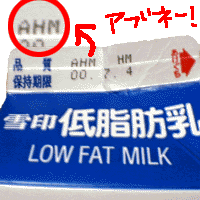 AHN
アブネー!
品質 AHN HM
保持期限 00.7.4
雪印 低脂肪乳
LOW FAT MILK